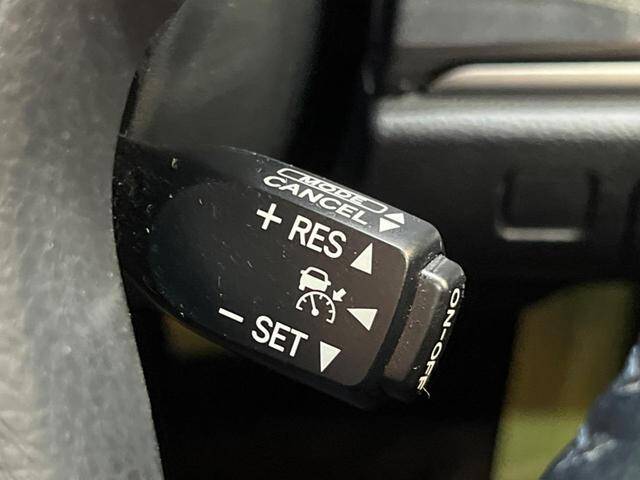 MODE
CANCEL
+ RES
- SET
ON-OFF